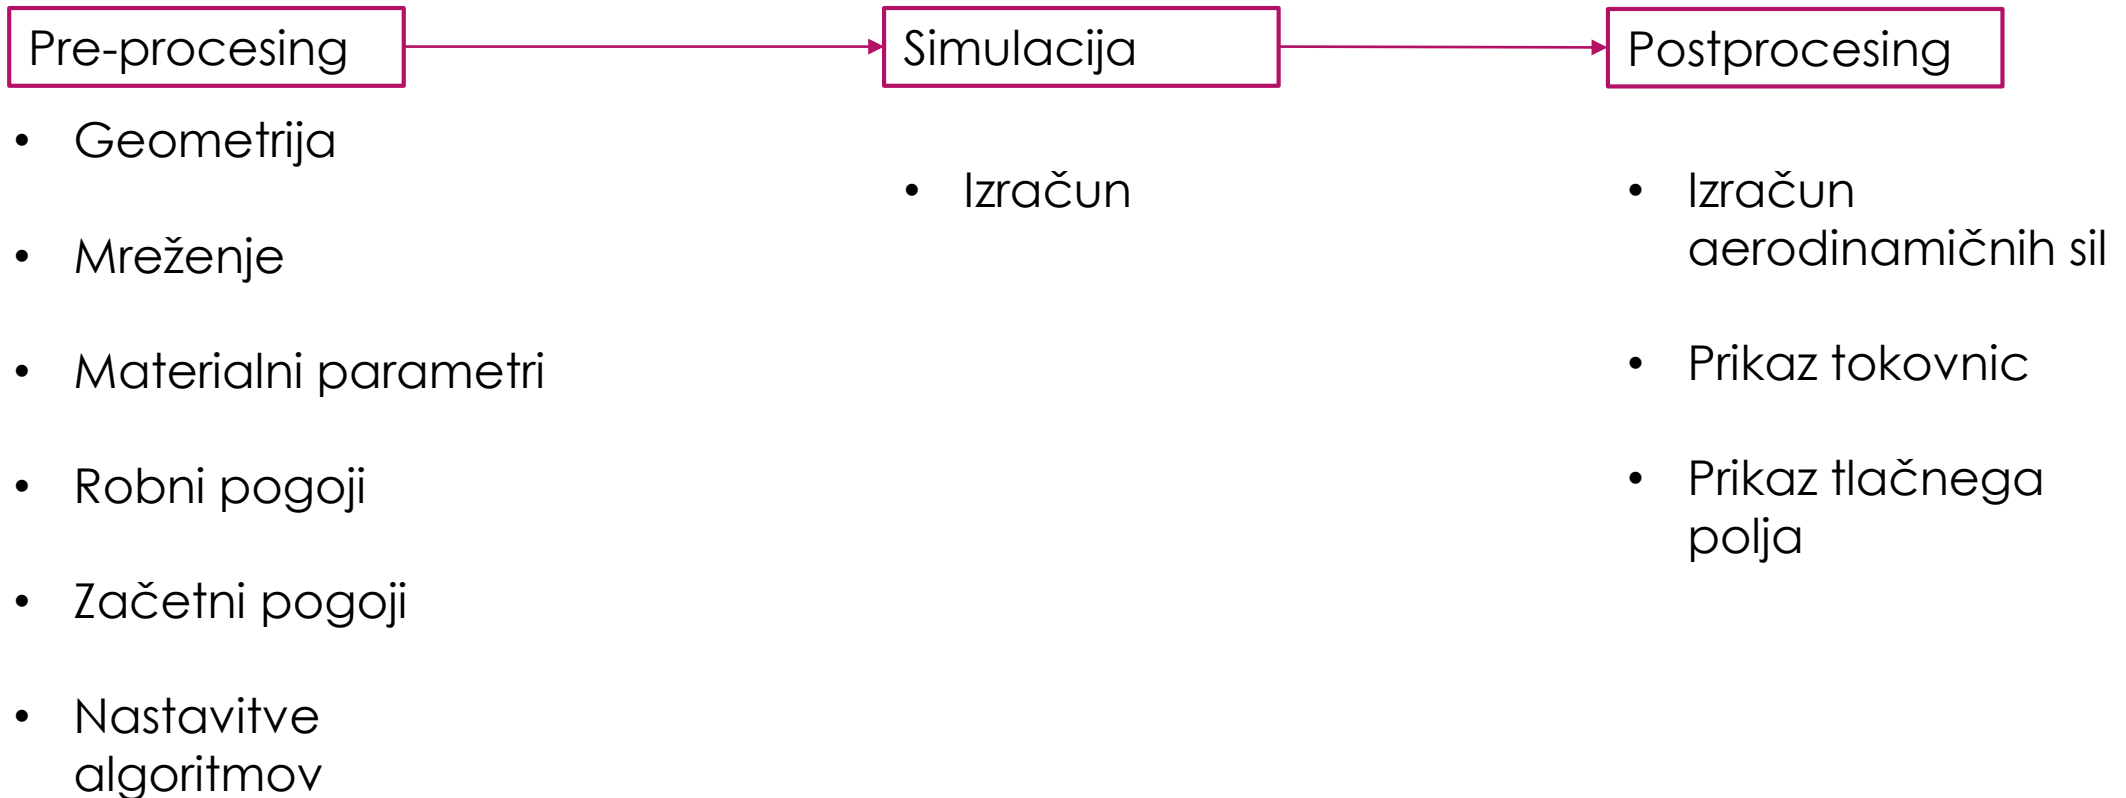 Pre-procesing
Simulacija
Postprocesing
• Geometrija
• Mreženje
• Materialni parametri
• Robni pogoji
• Začetni pogoji
• Nastavitve
algoritmov
• Izračun
• Izračun
aerodinamičnih sil
• Prikaz tokovnic
• Prikaz tlačnega
polja